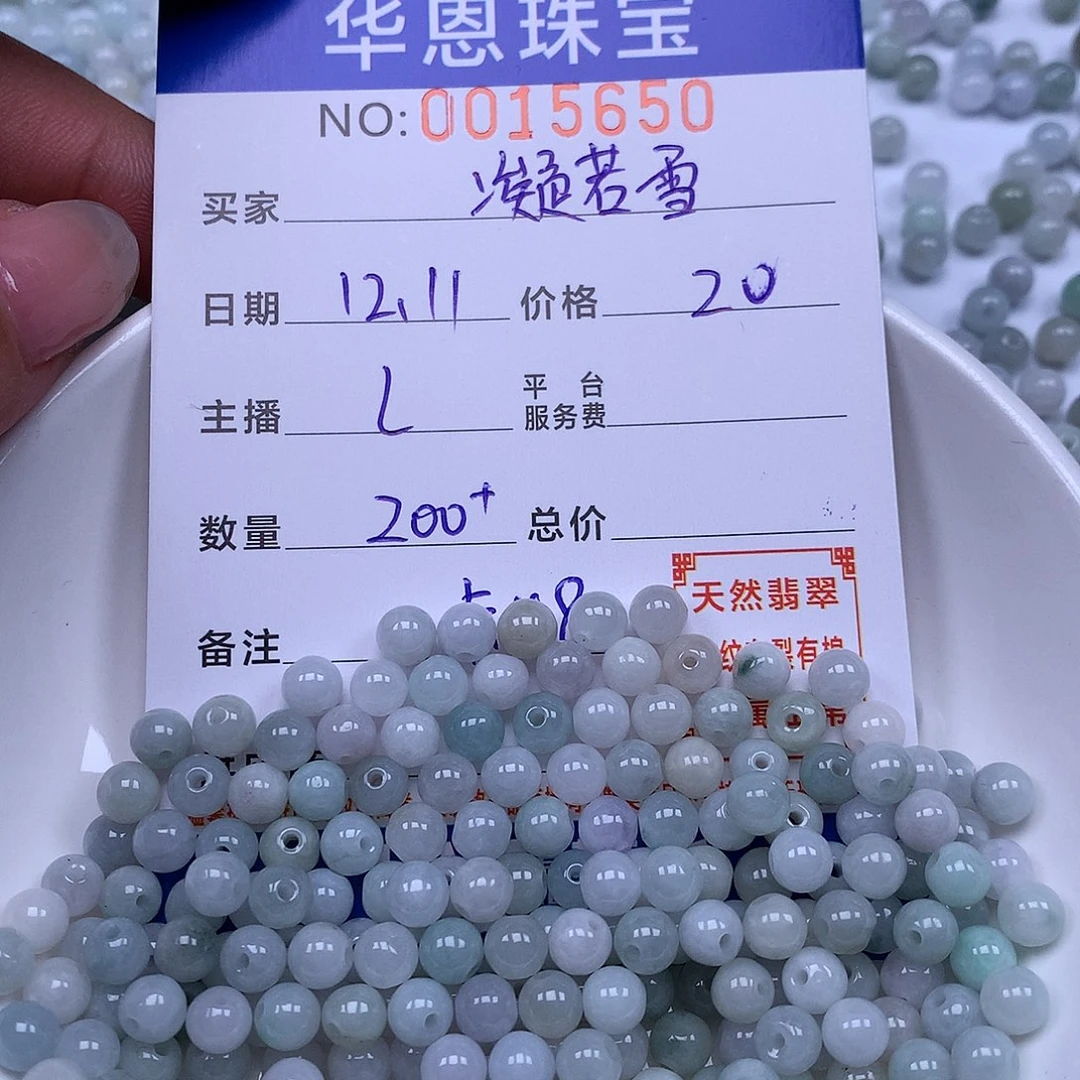 华恩珠宝
NO: 0015650
买家 凝若雪
日期 12.11 价格 20
主播 L 平台服务费
数量 200+ 总价
备注
天然翡翠